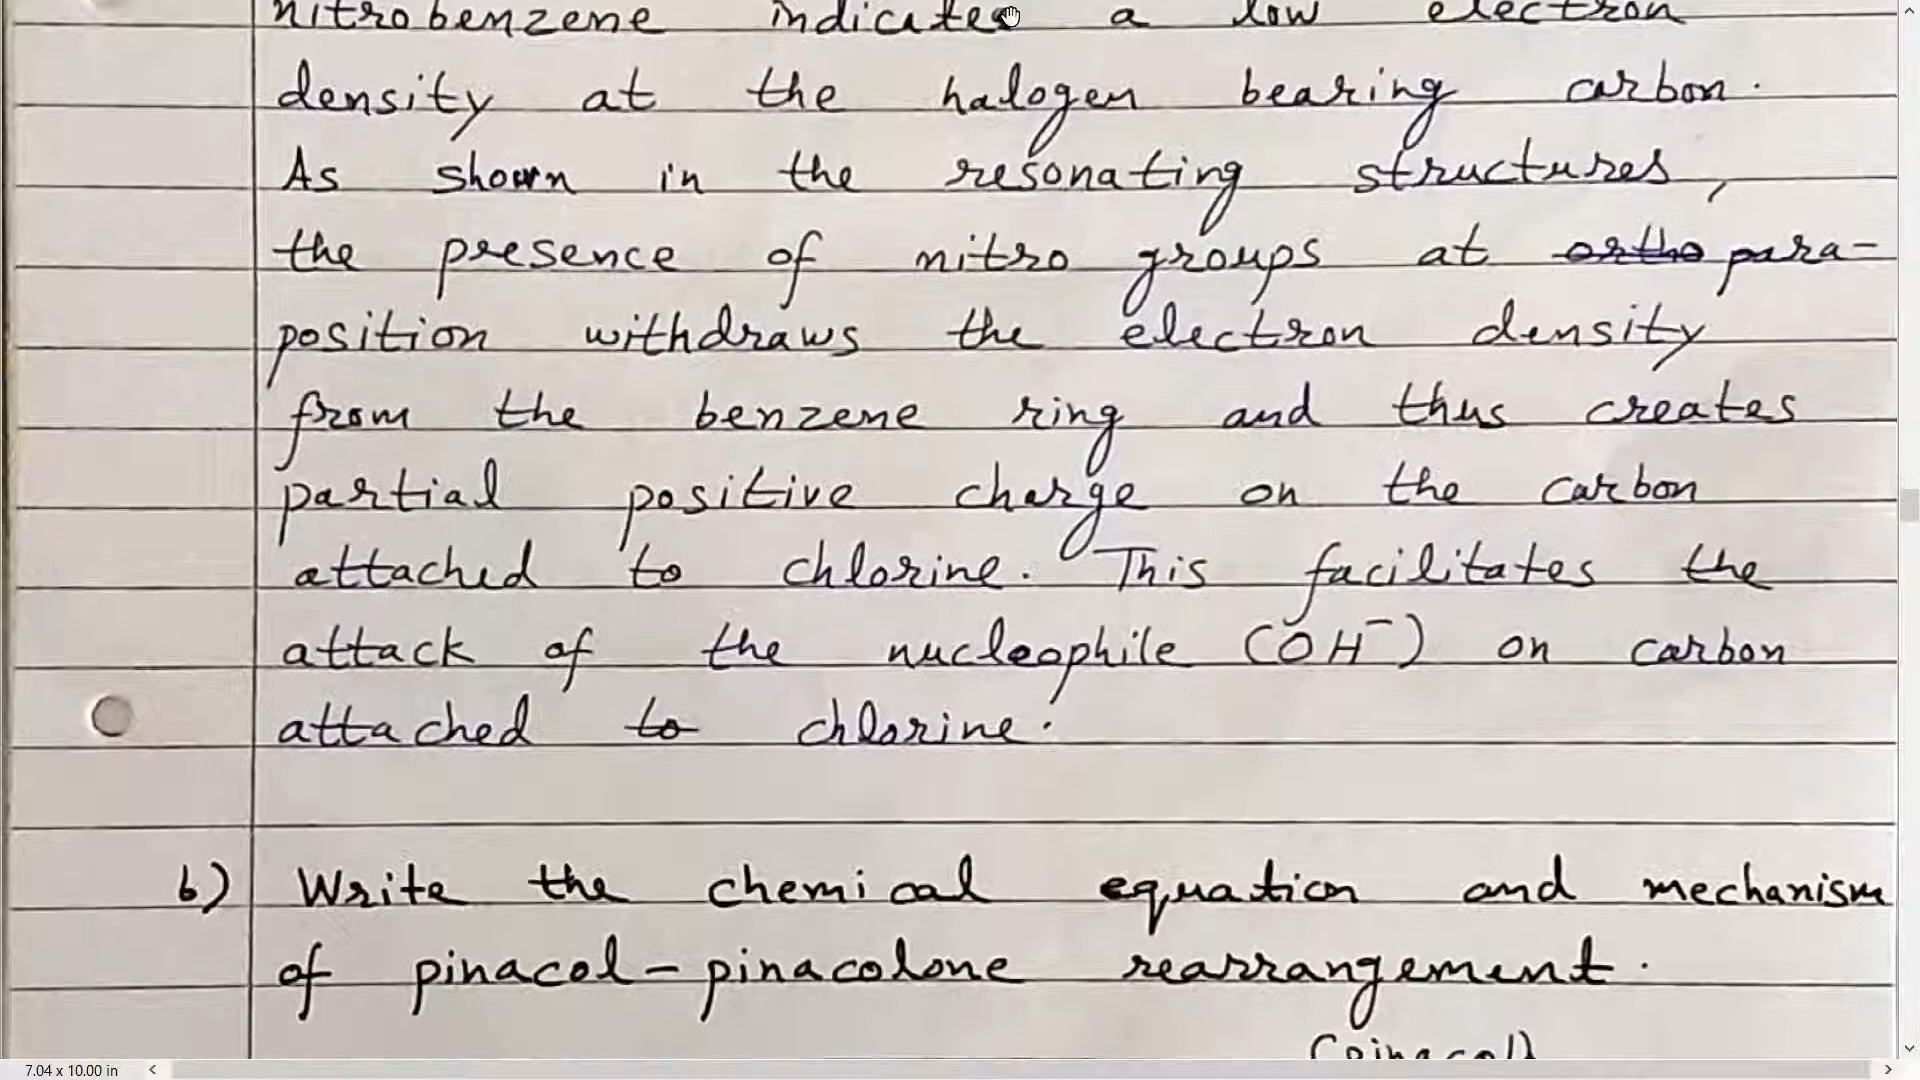 nitrobenzene indicates a low electron
density at the halogen bearing carbon.
As shown in the resonating structures,
the presence of nitro groups at ortho para-
position withdraws the electron density
from the benzene ring and thus creates
partial positive charge on the carbon
attached to chlorine. This facilitates the
attack of the nucleophile (OH⁻) on carbon
attached to chlorine.
b) Write the chemical equation and mechanism
of pinacol-pinacolone rearrangement.
(pinacol)
7.04 x 10.00 in